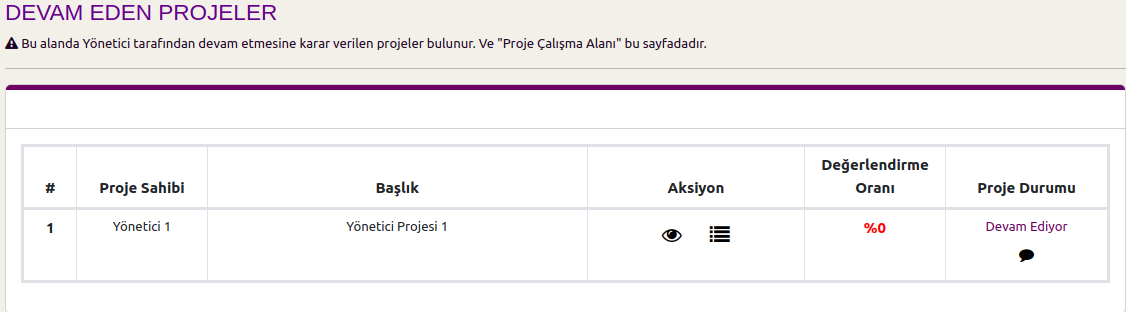 DEVAM EDEN PROJELER
Bu alanda Yönetici tarafından devam etmesine karar verilen projeler bulunur. Ve "Proje Çalışma Alanı" bu sayfadadır.
# Proje Sahibi Başlık Aksiyon Değerlendirme Oranı Proje Durumu
1 Yönetici 1 Yönetici Projesi 1 %0 Devam Ediyor